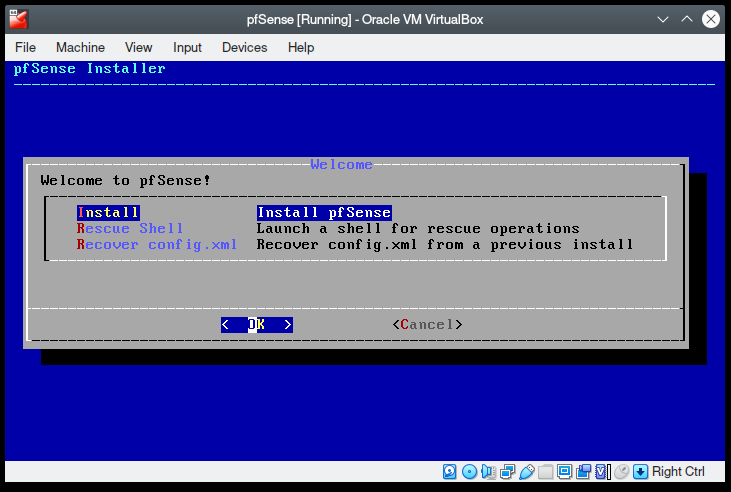 pfSense [Running] - Oracle VM VirtualBox
File Machine View Input Devices Help
pfSense Installer
Welcome
Welcome to pfSense!
Install Install pfSense
Rescue Shell Launch a shell for rescue operations
Recover config.xml Recover config.xml from a previous install
< OK > <Cancel>
Right Ctrl